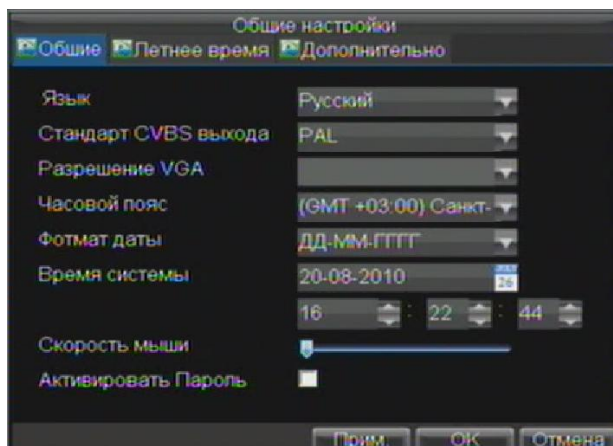 Общие настройки
Обшие Летнее время Дополнительно
Язык Русский
Стандарт CVBS выхода PAL
Разрешение VGA
Часовой пояс (GMT +03:00) Санкт-
Фотмат даты ДД-ММ-ГГГГ
Время системы 20-08-2010 26
16 : 22 : 44
Скорость мыши
Активировать Пароль
Прим. OK Отмена